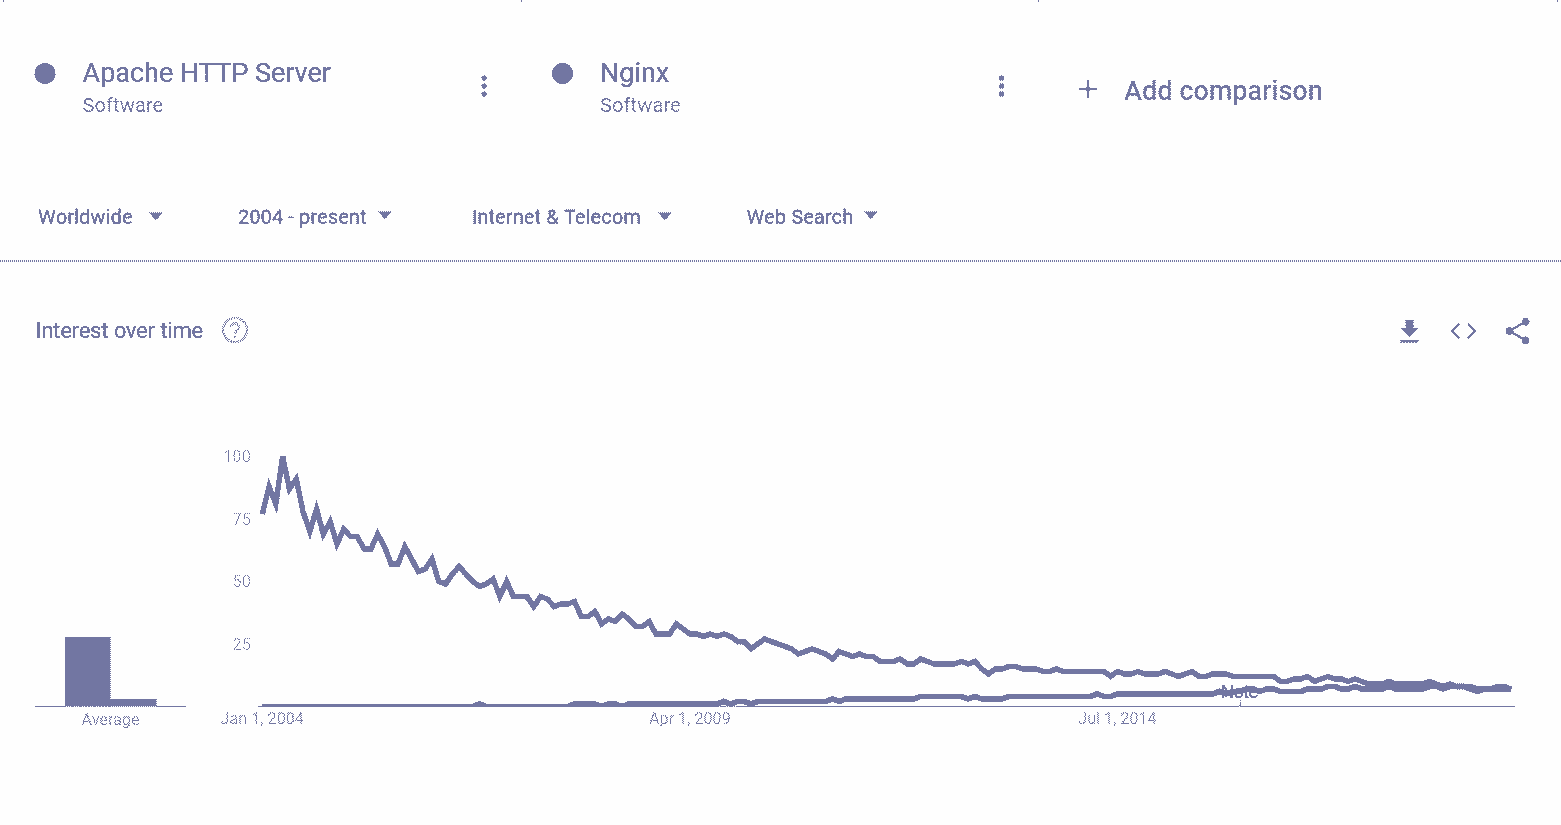 Apache HTTP Server
Software
Nginx
Software
+ Add comparison
Worldwide
2004 - present
Internet & Telecom
Web Search
Interest over time
?
100
75
50
25
Note
Average
Jan 1, 2004
Apr 1, 2009
Jul 1, 2014